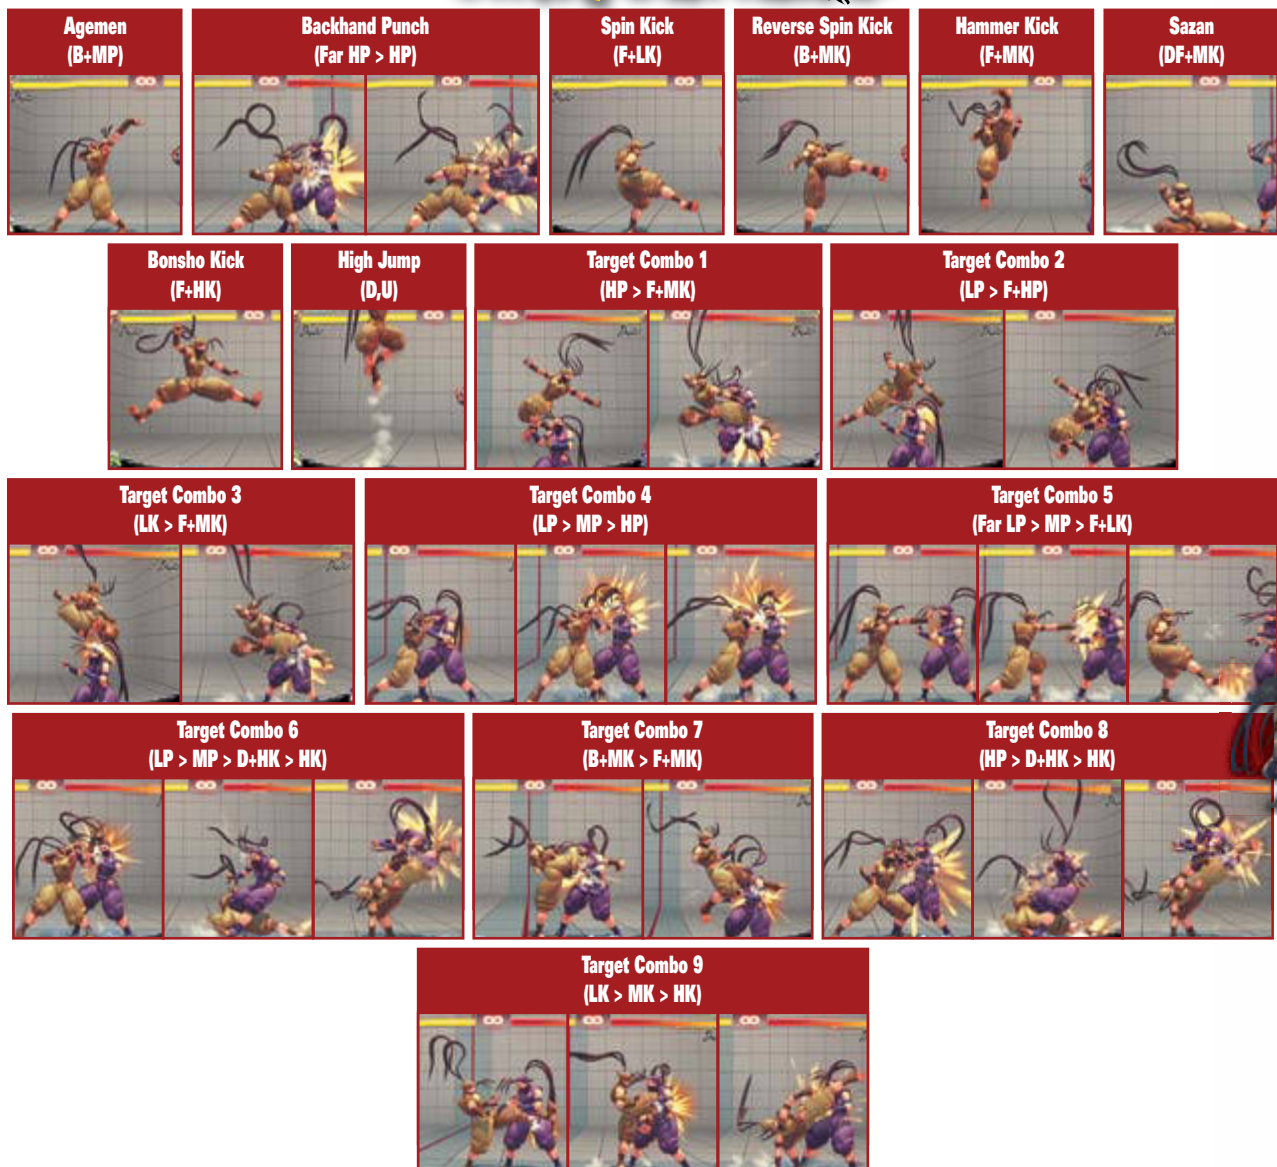 Agemen
(B+MP)
Backhand Punch
(Far HP > HP)
Spin Kick
(F+LK)
Reverse Spin Kick
(B+MK)
Hammer Kick
(F+MK)
Sazan
(DF+MK)
Bonsho Kick
(F+HK)
High Jump
(D,U)
Target Combo 1
(HP > F+MK)
Target Combo 2
(LP > F+HP)
Target Combo 3
(LK > F+MK)
Target Combo 4
(LP > MP > HP)
Target Combo 5
(Far LP > MP > F+LK)
Target Combo 6
(LP > MP > D+HK > HK)
Target Combo 7
(B+MK > F+MK)
Target Combo 8
(HP > D+HK > HK)
Target Combo 9
(LK > MK > HK)